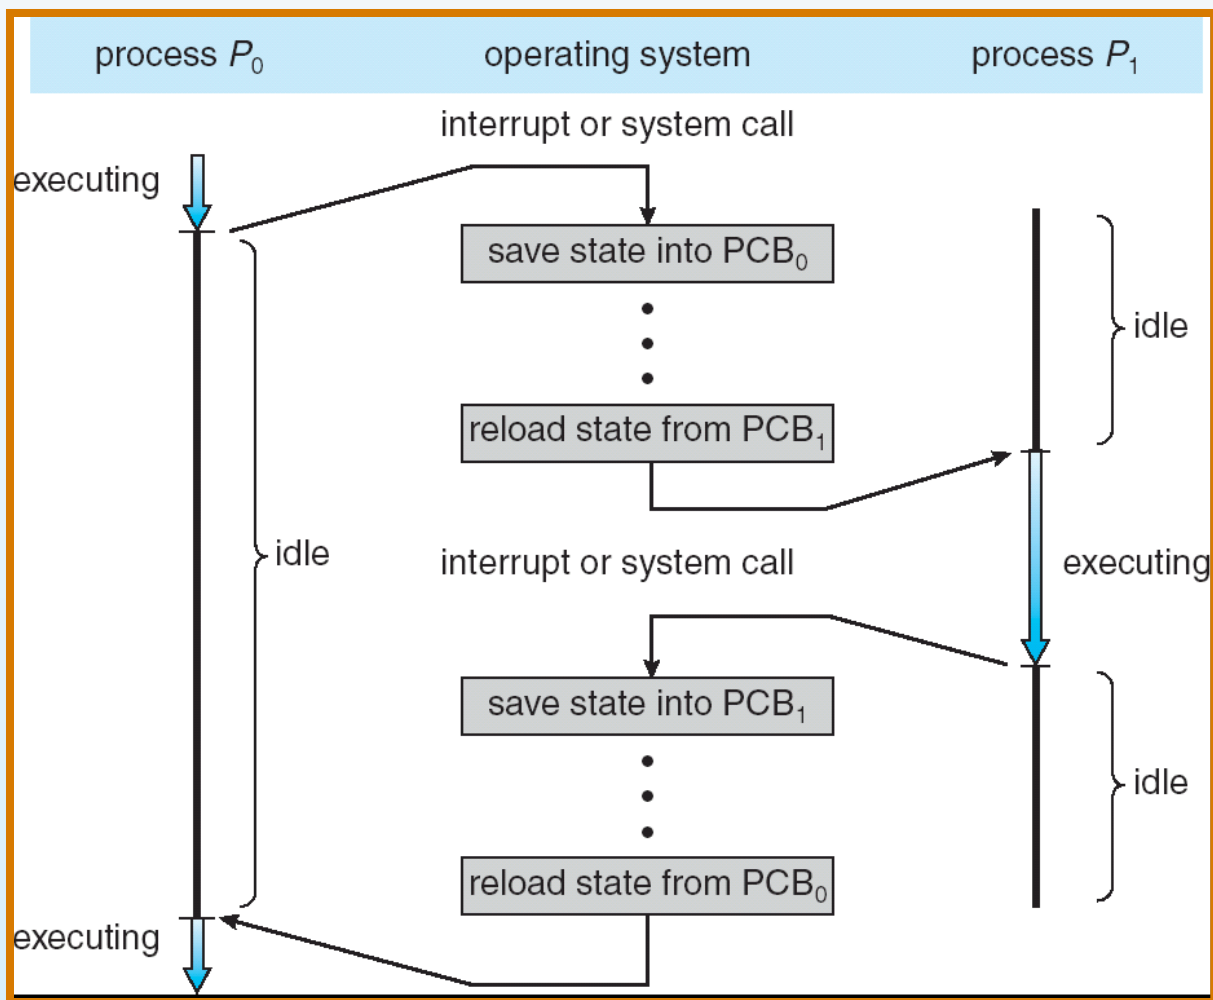 process P₀ operating system process P₁
interrupt or system call
executing
save state into PCB₀
idle
reload state from PCB₁
idle
interrupt or system call
executing
save state into PCB₁
idle
reload state from PCB₀
executing